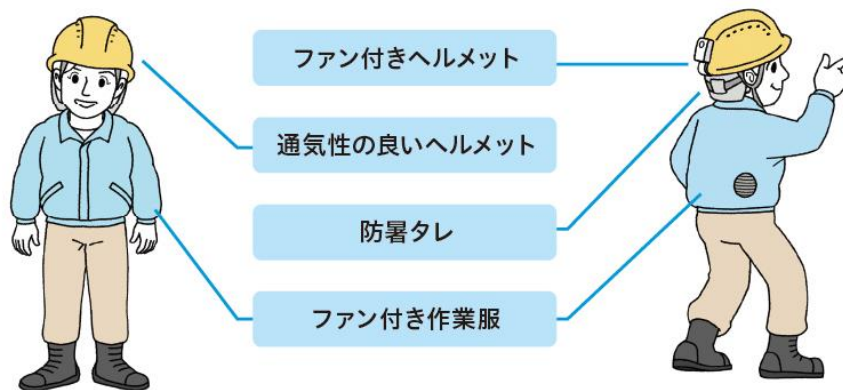 ファン付きヘルメット
通気性の良いヘルメット
防暑タレ
ファン付き作業服